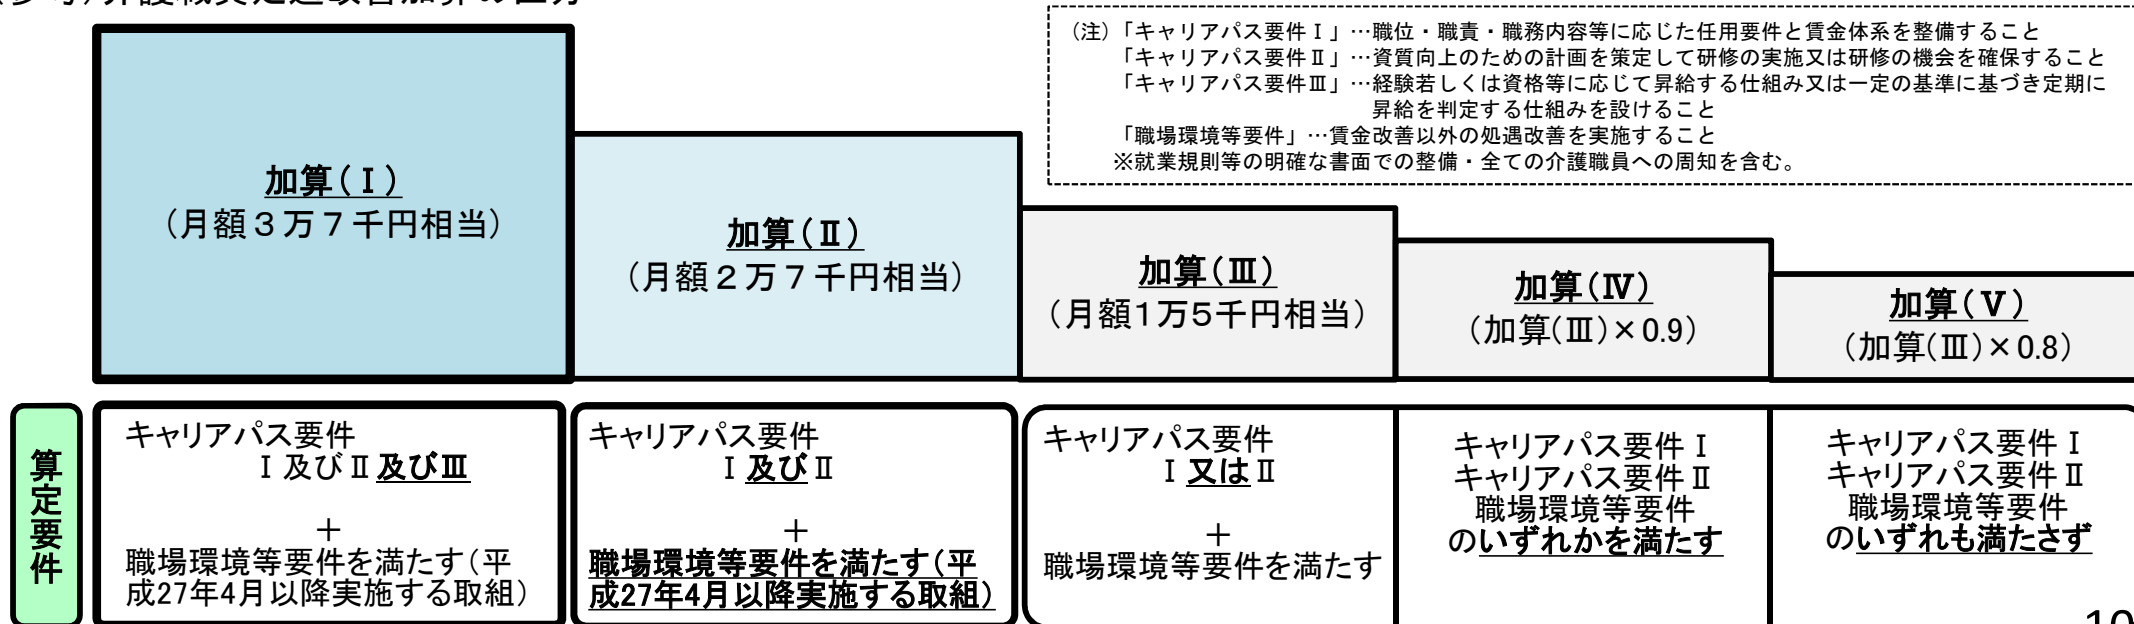 (注)「キャリアパス要件Ⅰ」…職位・職責・職務内容等に応じた任用要件と賃金体系を整備すること
「キャリアパス要件Ⅱ」…資質向上のための計画を策定して研修の実施又は研修の機会を確保すること
「キャリアパス要件Ⅲ」…経験若しくは資格等に応じて昇給する仕組み又は一定の基準に基づき定期に
昇給を判定する仕組みを設けること
「職場環境等要件」…賃金改善以外の処遇改善を実施すること
※就業規則等の明確な書面での整備・全ての介護職員への周知を含む。
加算(Ⅰ)
(月額3万7千円相当)
加算(Ⅱ)
(月額2万7千円相当)
加算(Ⅲ)
(月額1万5千円相当)
加算(Ⅳ)
(加算(Ⅲ)×0.9)
加算(Ⅴ)
(加算(Ⅲ)×0.8)
算定要件
キャリアパス要件
Ⅰ及びⅡ及びⅢ
+
職場環境等要件を満たす(平
成27年4月以降実施する取組)
キャリアパス要件
Ⅰ及びⅡ
+
職場環境等要件を満たす(平
成27年4月以降実施する取組)
キャリアパス要件
Ⅰ又はⅡ
+
職場環境等要件を満たす
キャリアパス要件Ⅰ
キャリアパス要件Ⅱ
職場環境等要件
のいずれかを満たす
キャリアパス要件Ⅰ
キャリアパス要件Ⅱ
職場環境等要件
のいずれも満たさず